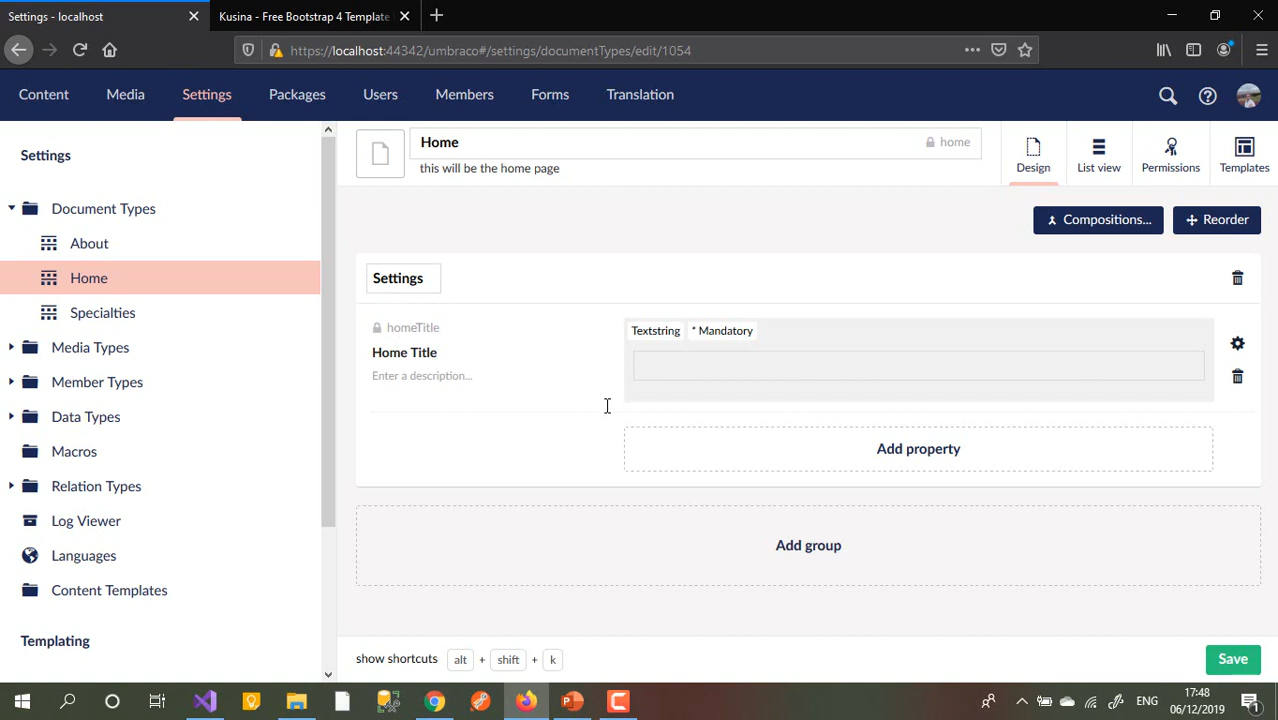 Settings - localhost
Kusina - Free Bootstrap 4 Template
https://localhost:44342/umbraco#/settings/documentTypes/edit/1054
Content Media Settings Packages Users Members Forms Translation
Settings
Document Types
About
Home
Specialties
Media Types
Member Types
Data Types
Macros
Relation Types
Log Viewer
Languages
Content Templates
Templating
Home
home
this will be the home page
Design
List view
Permissions
Templates
Compositions...
Reorder
Settings
homeTitle
Home Title
Enter a description...
Textstring * Mandatory
Add property
Add group
show shortcuts alt + shift + k
Save
ENG
17:48
06/12/2019
1